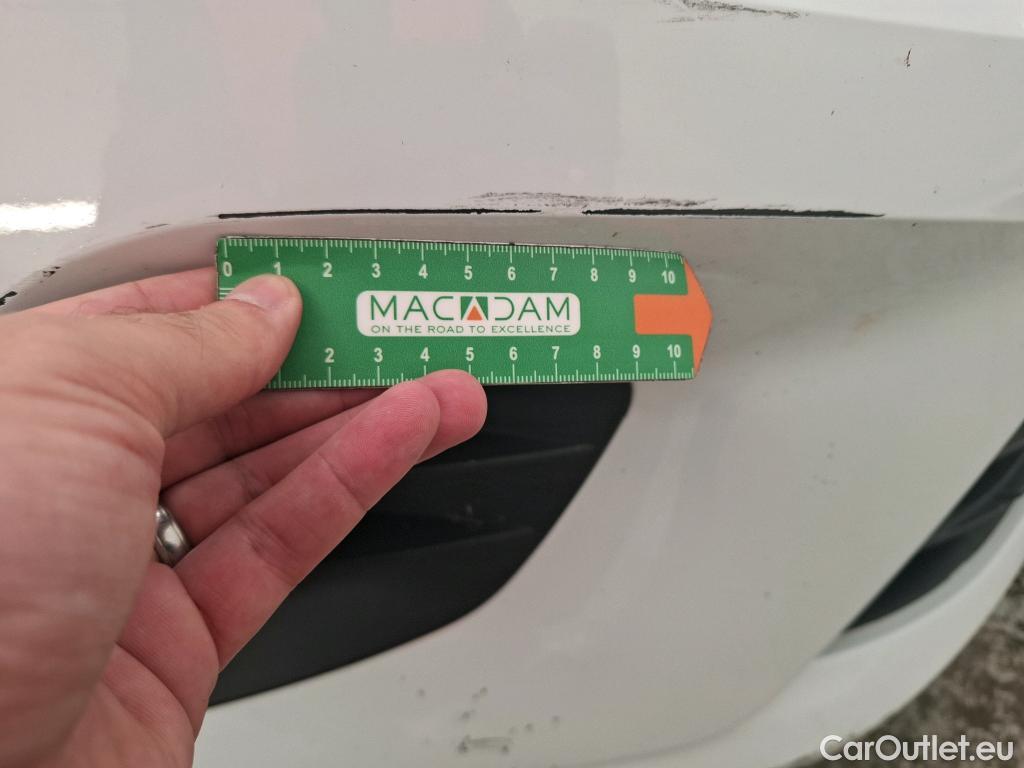 0 1 2 3 4 5 6 7 8 9 10
MACADAM
ON THE ROAD TO EXCELLENCE
2 3 4 5 6 7 8 9 10
CarOutlet.eu